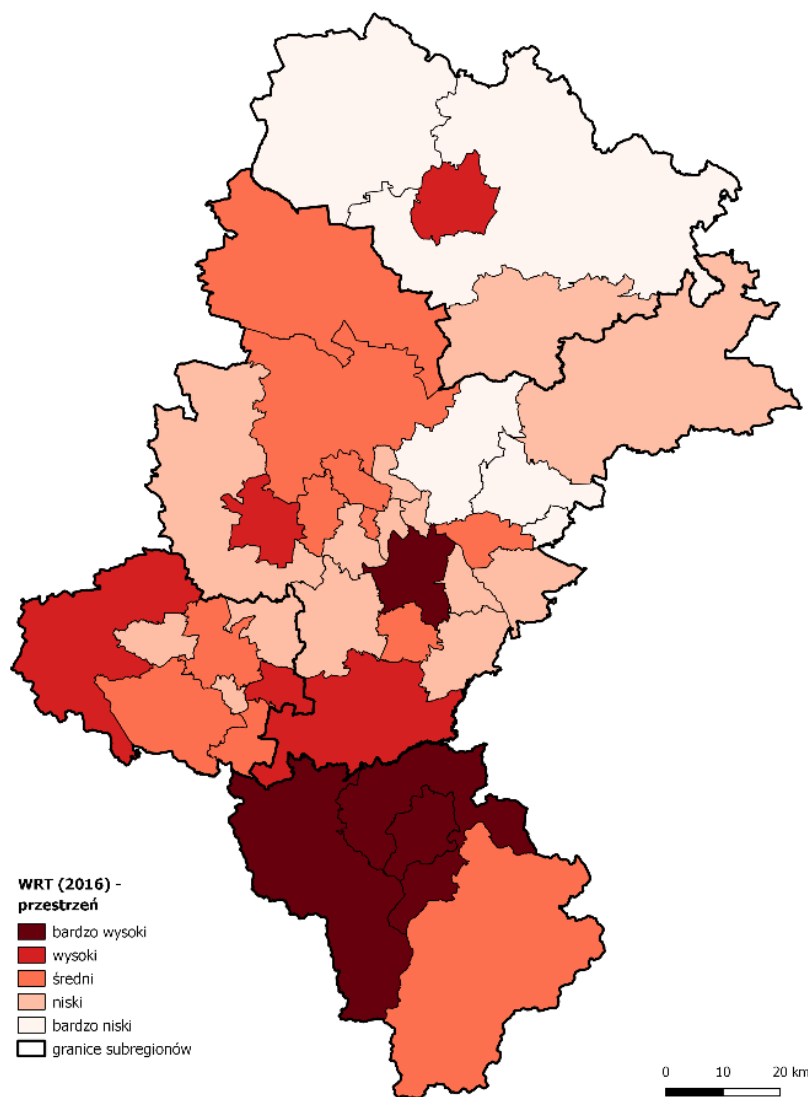 WRT (2016) -
przestrzeń
bardzo wysoki
wysoki
średni
niski
bardzo niski
granice subregionów
0 10 20 km